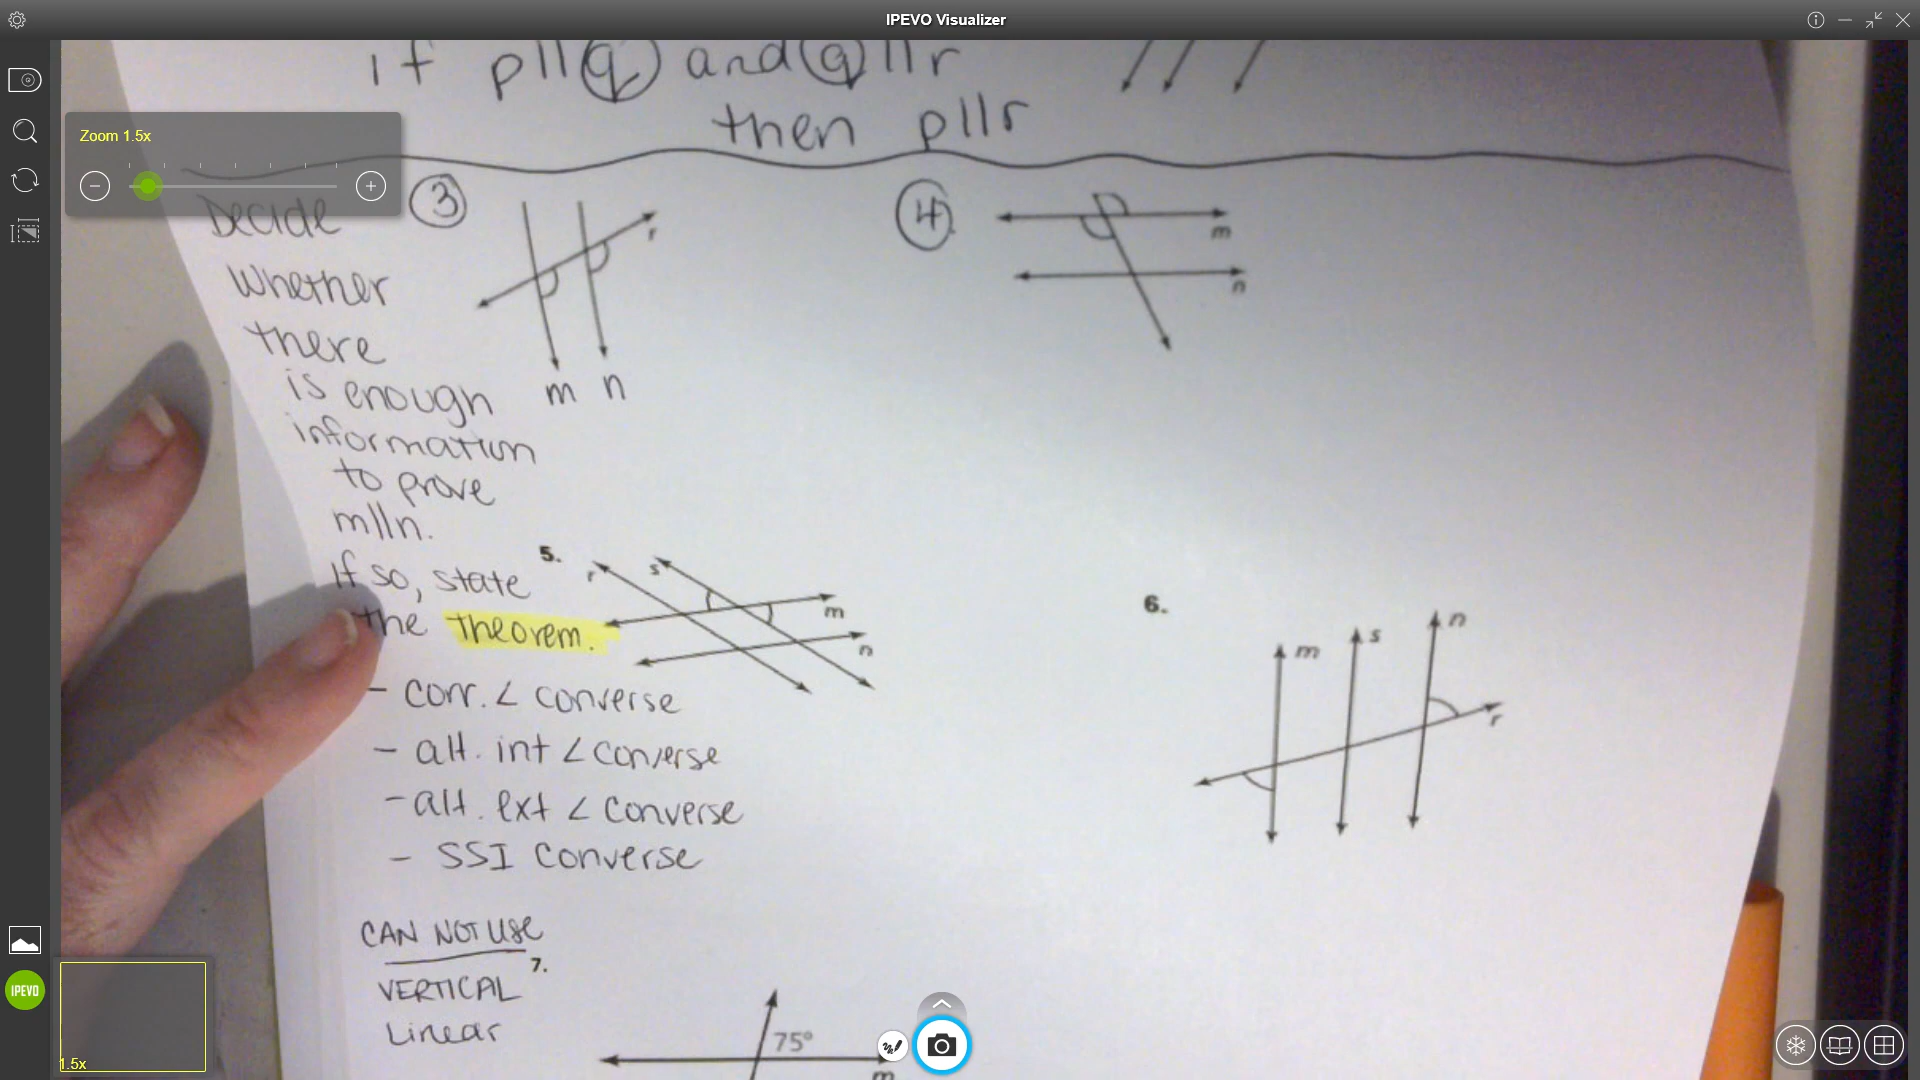 IPEVO Visualizer
if p||q and q||r
then p||r
Zoom 1.5x
Decide
whether
there
is enough
information
to prove
m||n.
If so, state
the theorem.
- corr. ∠ converse
- alt. int ∠ converse
- alt. ext ∠ converse
- SSI converse
CAN NOT USE
VERTICAL
Linear
3
r
m n
4.
m
n
5.
r
s
m
n
6.
m
s
n
r
7.
75°
m
IPEVO
1.5x